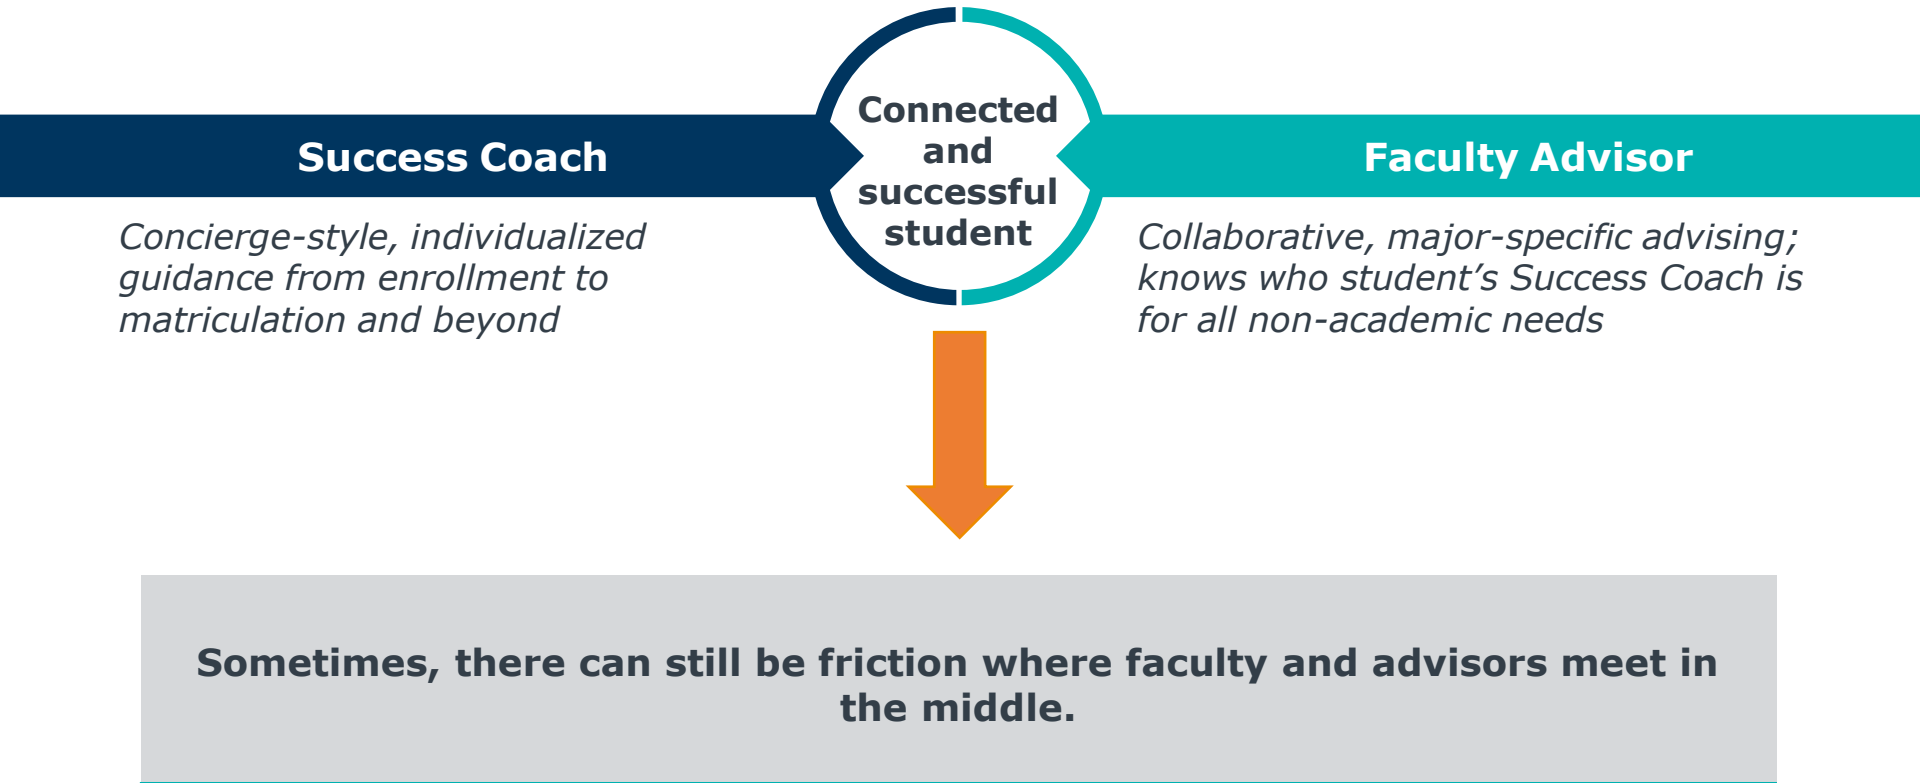 Connected
and
successful
student
Success Coach
Faculty Advisor
Concierge-style, individualized
guidance from enrollment to
matriculation and beyond
Collaborative, major-specific advising;
knows who student’s Success Coach is
for all non-academic needs
Sometimes, there can still be friction where faculty and advisors meet in
the middle.